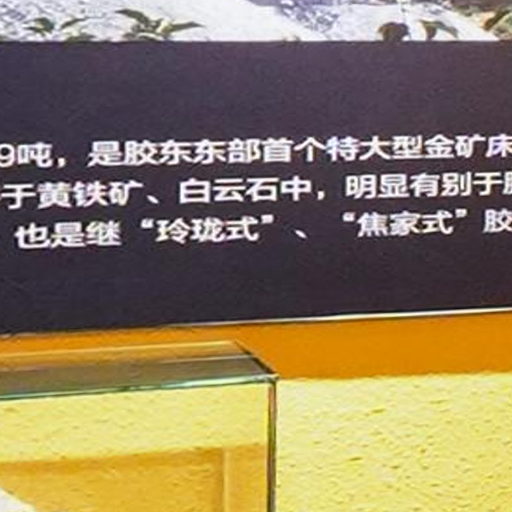 9吨，是胶东东部首个特大型金矿床
于黄铁矿、白云石中，明显有别于胶
也是继“玲珑式”、“焦家式”胶